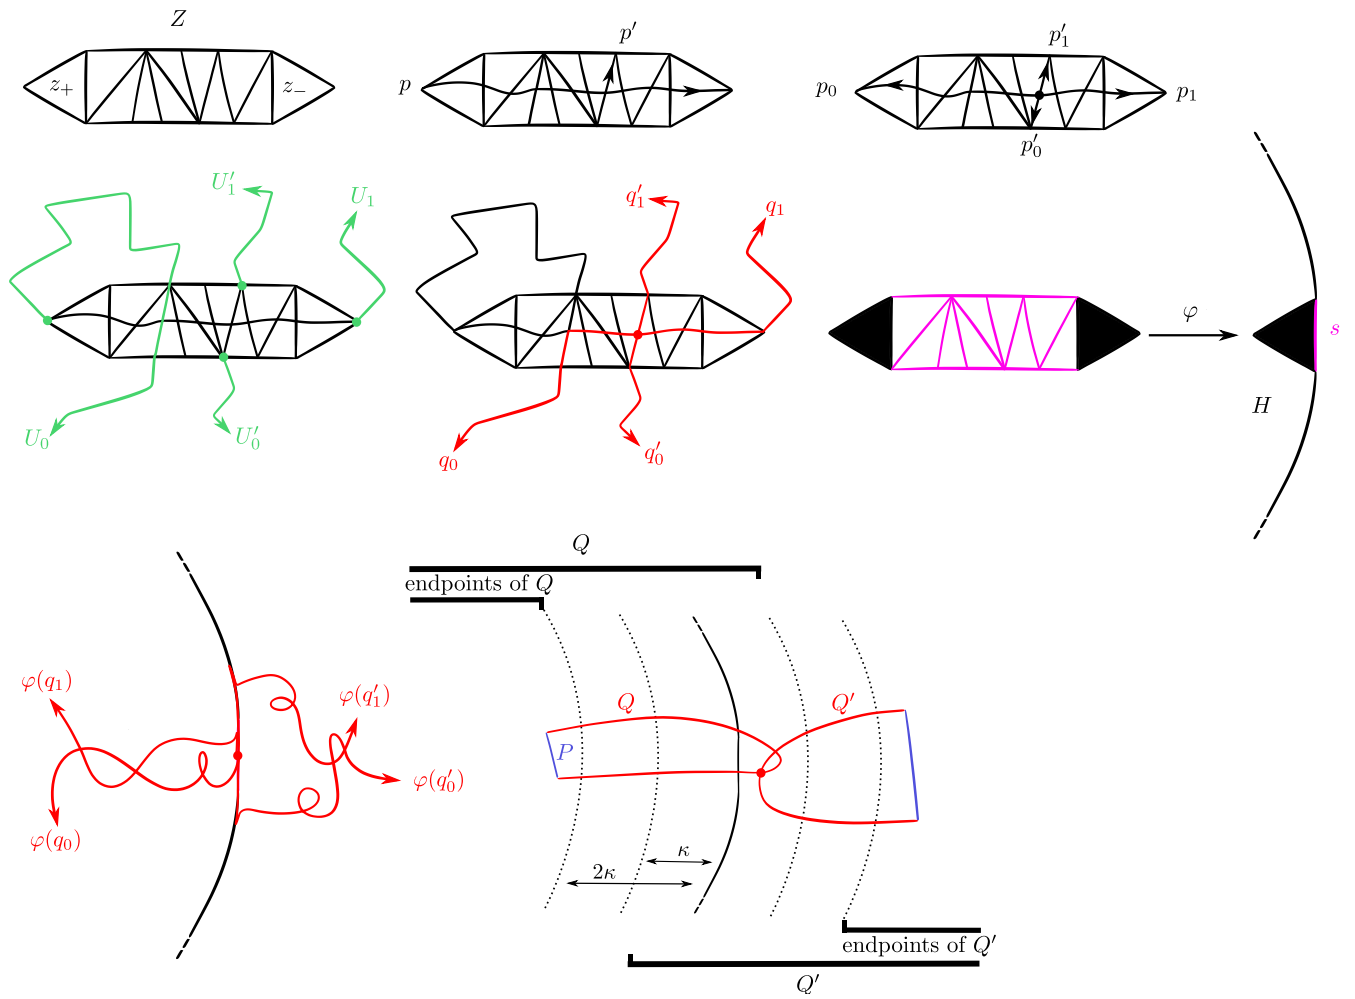 Z
z₊
z₋
p
p′
p₀
p′₁
p₁
p′₀
U′₁
U₁
U₀
U′₀
q′₁
q₁
q₀
q′₀
φ
s
H
φ(q₁)
φ(q′₁)
φ(q′₀)
φ(q₀)
Q
endpoints of Q
Q
Q′
P
κ
2κ
endpoints of Q′
Q′